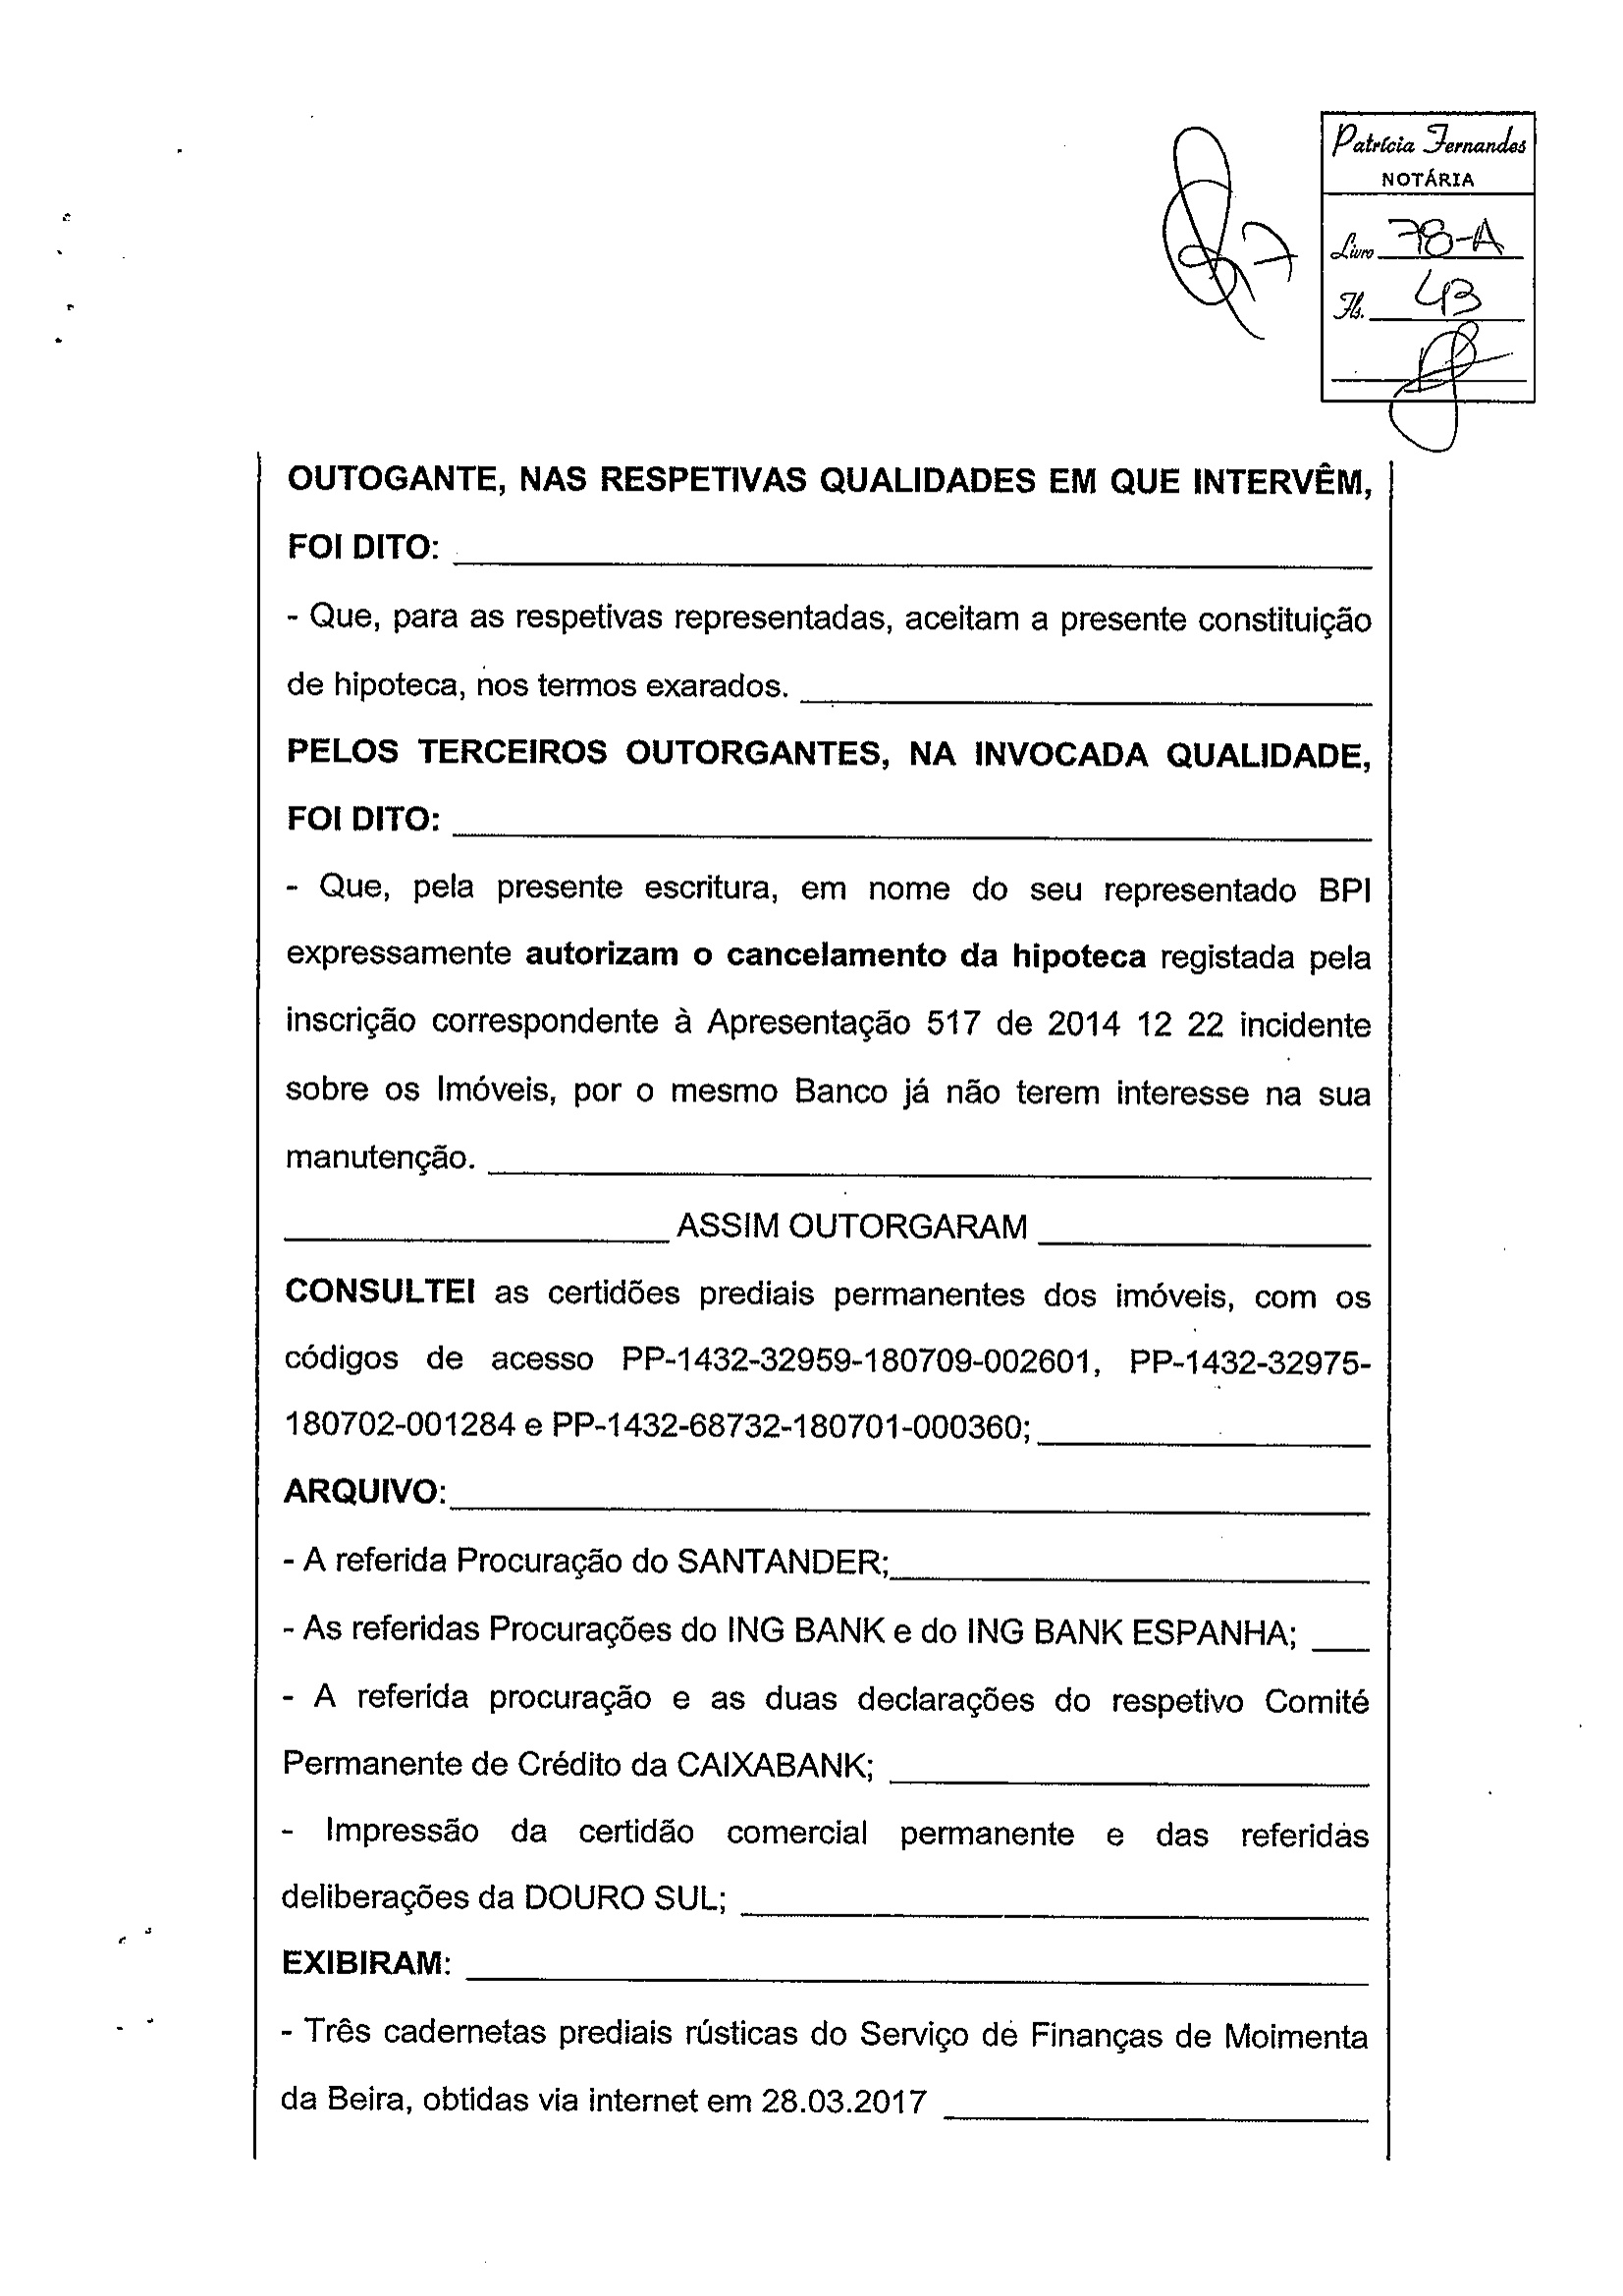 Patrícia Fernandes
NOTÁRIA
Livro 78-A
Fls. 43
OUTOGANTE, NAS RESPETIVAS QUALIDADES EM QUE INTERVÊM,
FOI DITO:
- Que, para as respetivas representadas, aceitam a presente constituição
de hipoteca, nos termos exarados.
PELOS TERCEIROS OUTORGANTES, NA INVOCADA QUALIDADE,
FOI DITO:
- Que, pela presente escritura, em nome do seu representado BPI
expressamente autorizam o cancelamento da hipoteca registada pela
inscrição correspondente à Apresentação 517 de 2014 12 22 incidente
sobre os Imóveis, por o mesmo Banco já não terem interesse na sua
manutenção.
ASSIM OUTORGARAM
CONSULTEI as certidões prediais permanentes dos imóveis, com os
códigos de acesso PP-1432-32959-180709-002601, PP-1432-32975-
180702-001284 e PP-1432-68732-180701-000360;
ARQUIVO:
- A referida Procuração do SANTANDER;
- As referidas Procurações do ING BANK e do ING BANK ESPANHA;
- A referida procuração e as duas declarações do respetivo Comité
Permanente de Crédito da CAIXABANK;
- Impressão da certidão comercial permanente e das referidas
deliberações da DOURO SUL;
EXIBIRAM:
- Três cadernetas prediais rústicas do Serviço de Finanças de Moimenta
da Beira, obtidas via internet em 28.03.2017